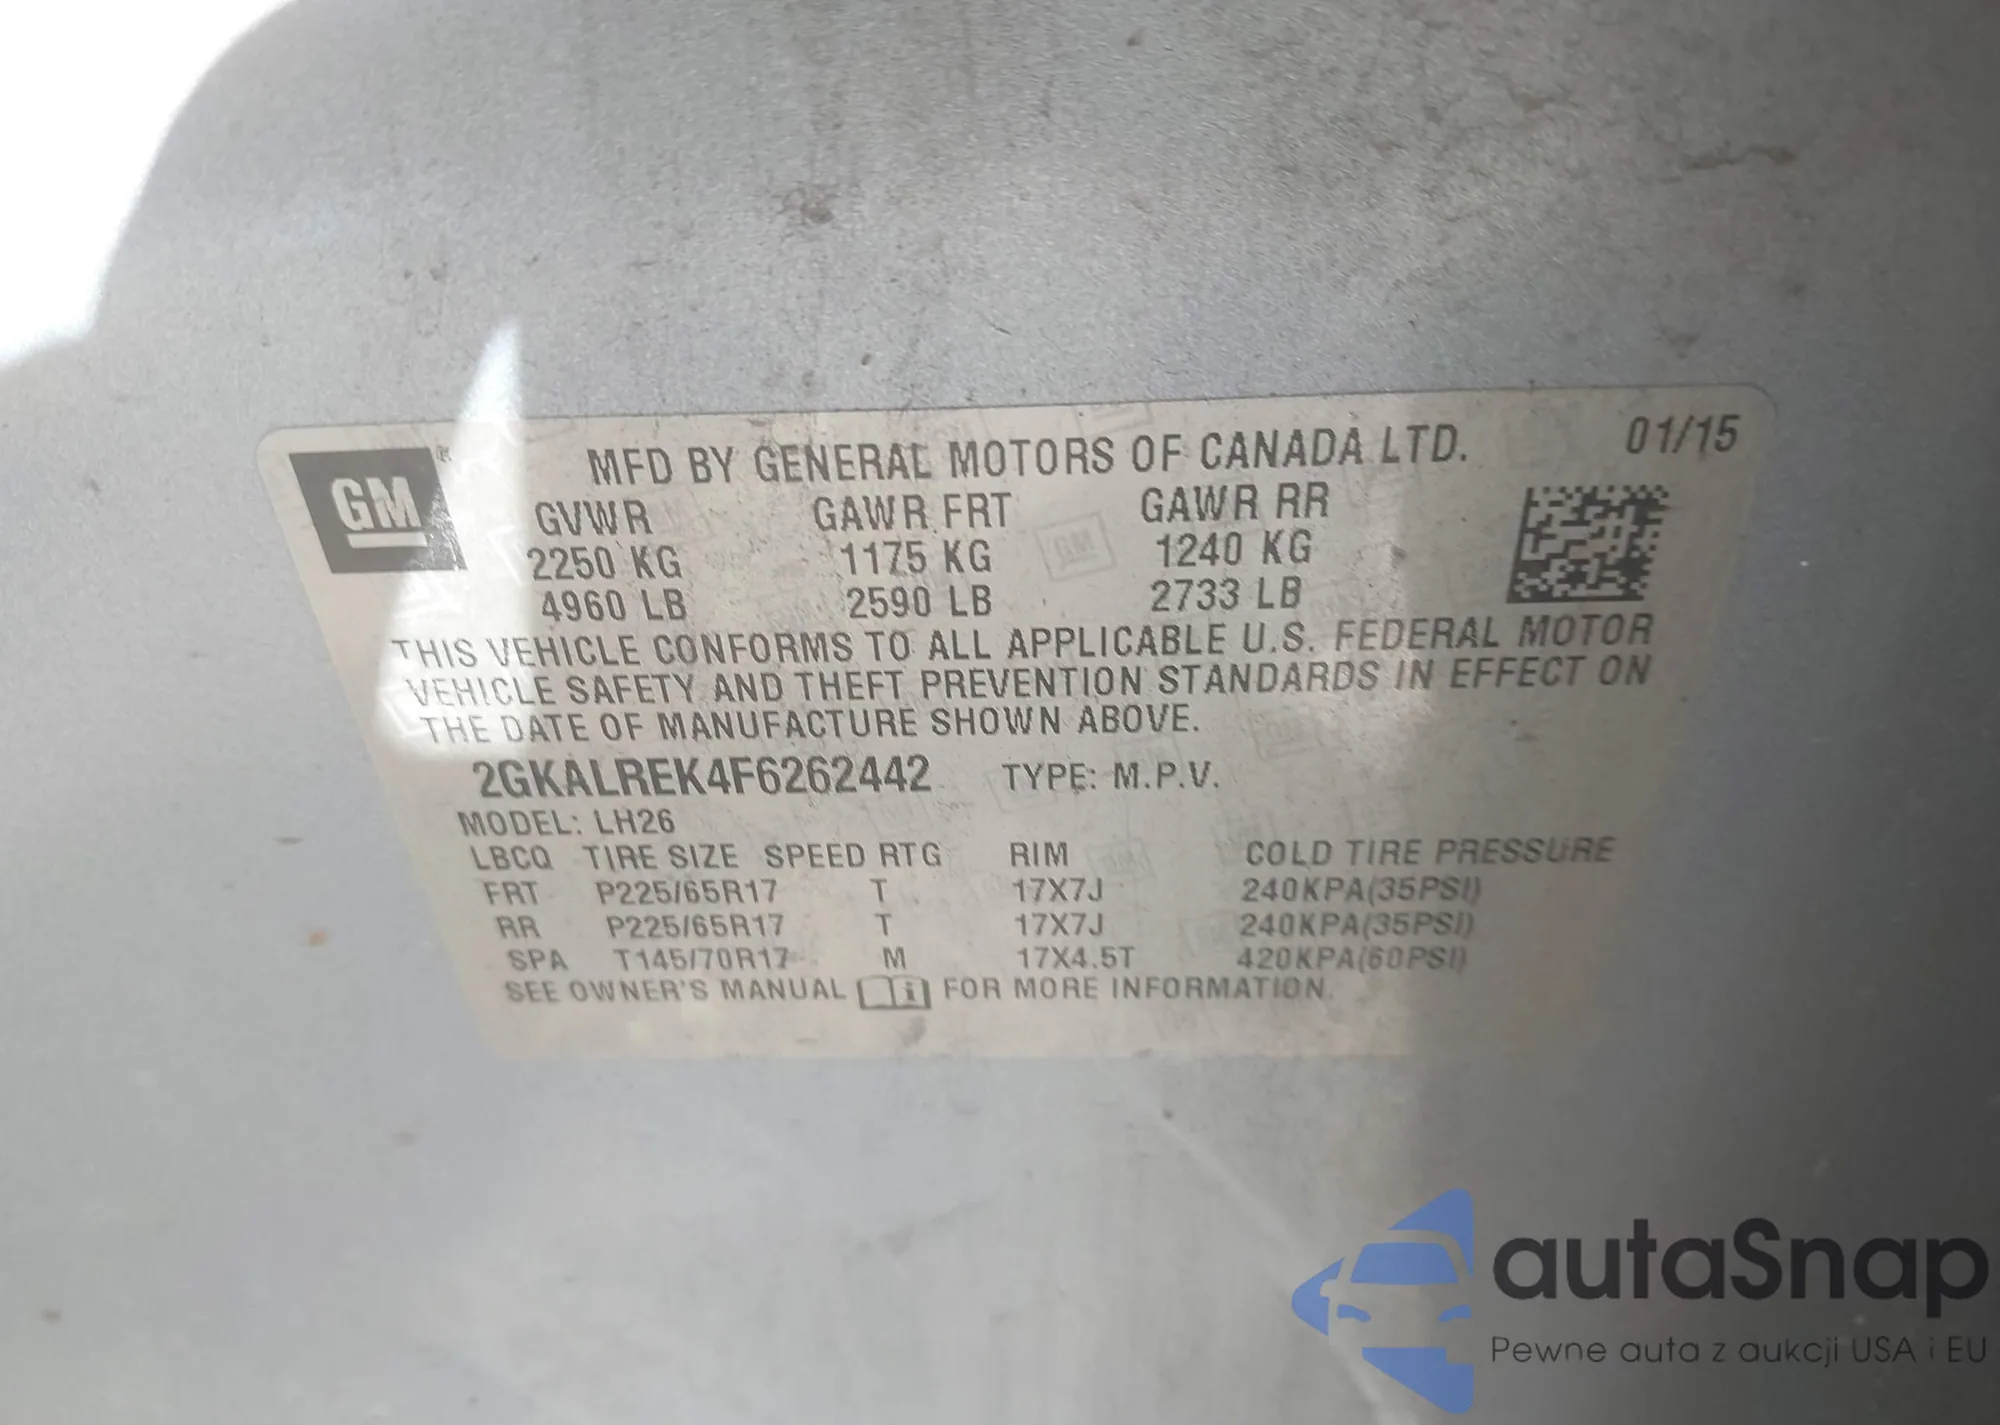 GM
MFD BY GENERAL MOTORS OF CANADA LTD. 01/15
GVWR GAWR FRT GAWR RR
2250 KG 1175 KG 1240 KG
4960 LB 2590 LB 2733 LB
THIS VEHICLE CONFORMS TO ALL APPLICABLE U.S. FEDERAL MOTOR
VEHICLE SAFETY AND THEFT PREVENTION STANDARDS IN EFFECT ON
THE DATE OF MANUFACTURE SHOWN ABOVE.
2GKALREK4F6262442 TYPE: M.P.V.
MODEL: LH26
LBCQ TIRE SIZE SPEED RTG RIM COLD TIRE PRESSURE
FRT P225/65R17 T 17X7J 240KPA(35PSI)
RR P225/65R17 T 17X7J 240KPA(35PSI)
SPA T145/70R17 M 17X4.5T 420KPA(60PSI)
SEE OWNER'S MANUAL i FOR MORE INFORMATION.
autaSnap
Pewne auta z aukcji USA i EU